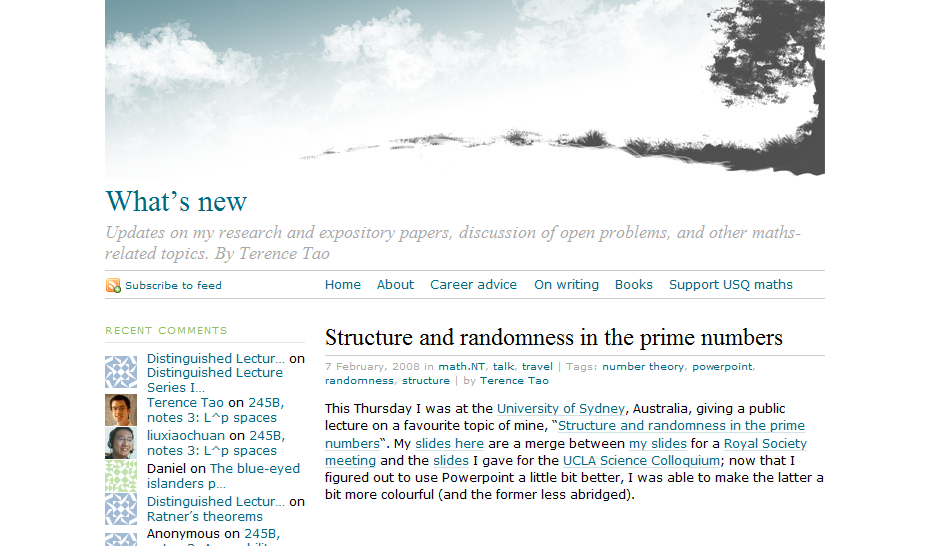 What's new
Updates on my research and expository papers, discussion of open problems, and other maths-
related topics. By Terence Tao
Subscribe to feed
Home About Career advice On writing Books Support USQ maths
RECENT COMMENTS
Distinguished Lectur... on
Distinguished Lecture
Series I...
Terence Tao on 245B,
notes 3: L^p spaces
liuxiaochuan on 245B,
notes 3: L^p spaces
Daniel on The blue-eyed
islanders p...
Distinguished Lectur... on
Ratner's theorems
Anonymous on 245B,
Structure and randomness in the prime numbers
7 February, 2008 in math.NT, talk, travel | Tags: number theory, powerpoint,
randomness, structure | by Terence Tao
This Thursday I was at the University of Sydney, Australia, giving a public
lecture on a favourite topic of mine, “Structure and randomness in the prime
numbers“. My slides here are a merge between my slides for a Royal Society
meeting and the slides I gave for the UCLA Science Colloquium; now that I
figured out to use Powerpoint a little bit better, I was able to make the latter a
bit more colourful (and the former less abridged).